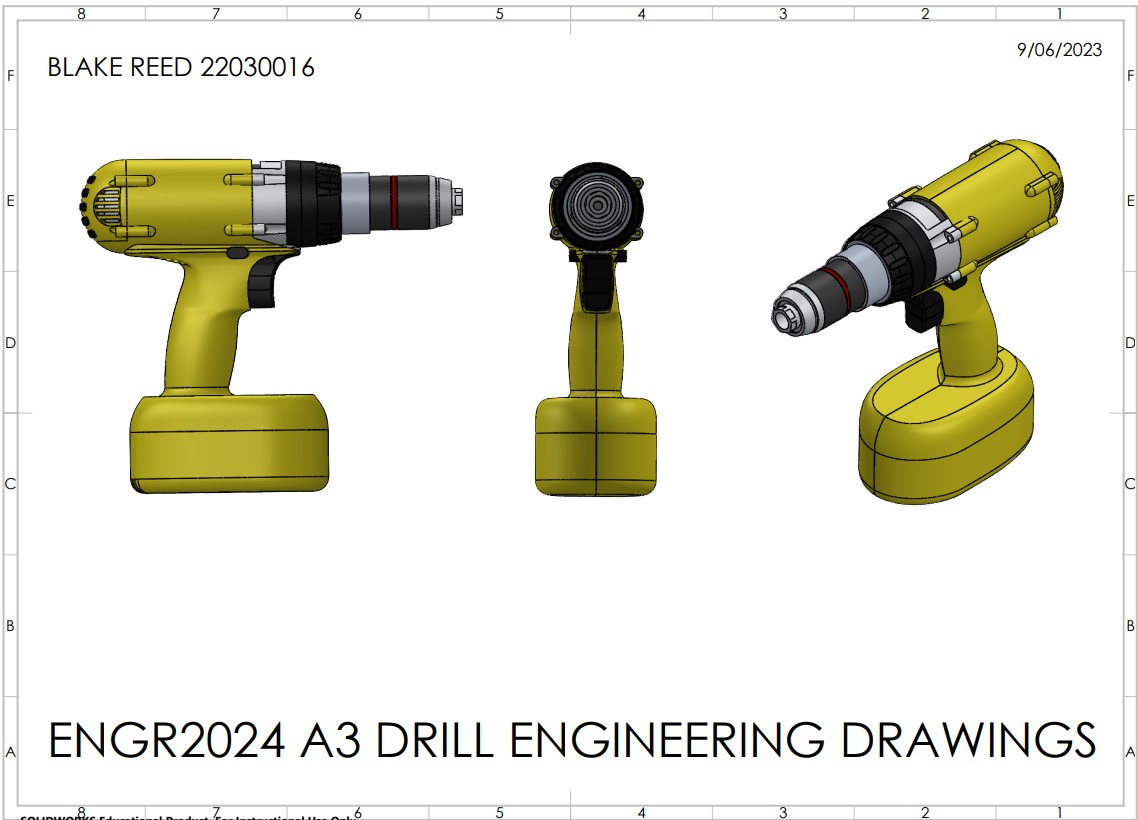 8 7 6 5 4 3 2 1
9/06/2023
BLAKE REED 22030016
F F
E E
D D
C C
B B
ENGR2024 A3 DRILL ENGINEERING DRAWINGS
A A
8 7 6 5 4 3 2 1
SOLIDWORKS Educational Product. For Instructional Use Only.